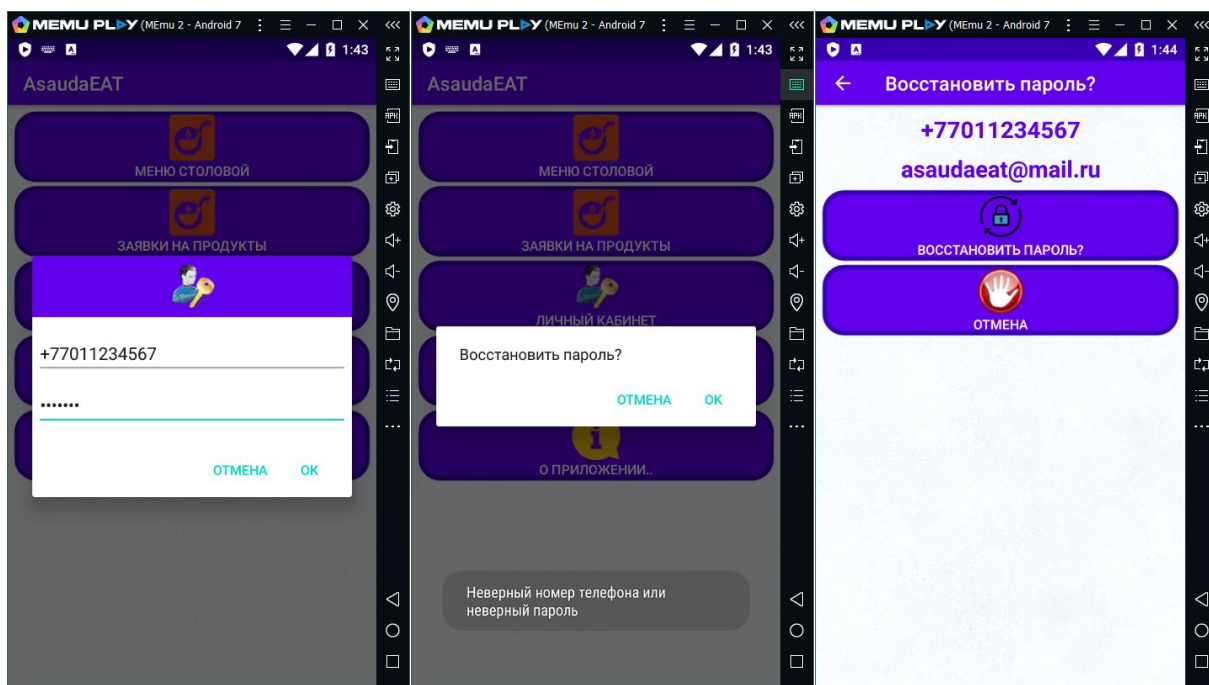 MEMU PLAY (MEmu 2 - Android 7
1:43
AsaudaEAT
МЕНЮ СТОЛОВОЙ
ЗАЯВКИ НА ПРОДУКТЫ
+77011234567
•••••••
ОТМЕНА OK
APK
MEMU PLAY (MEmu 2 - Android 7
1:43
AsaudaEAT
МЕНЮ СТОЛОВОЙ
ЗАЯВКИ НА ПРОДУКТЫ
ЛИЧНЫЙ КАБИНЕТ
Восстановить пароль?
ОТМЕНА OK
О ПРИЛОЖЕНИИ..
Неверный номер телефона или
неверный пароль
APK
MEMU PLAY (MEmu 2 - Android 7
1:44
Восстановить пароль?
+77011234567
asaudaeat@mail.ru
ВОССТАНОВИТЬ ПАРОЛЬ?
ОТМЕНА
APK